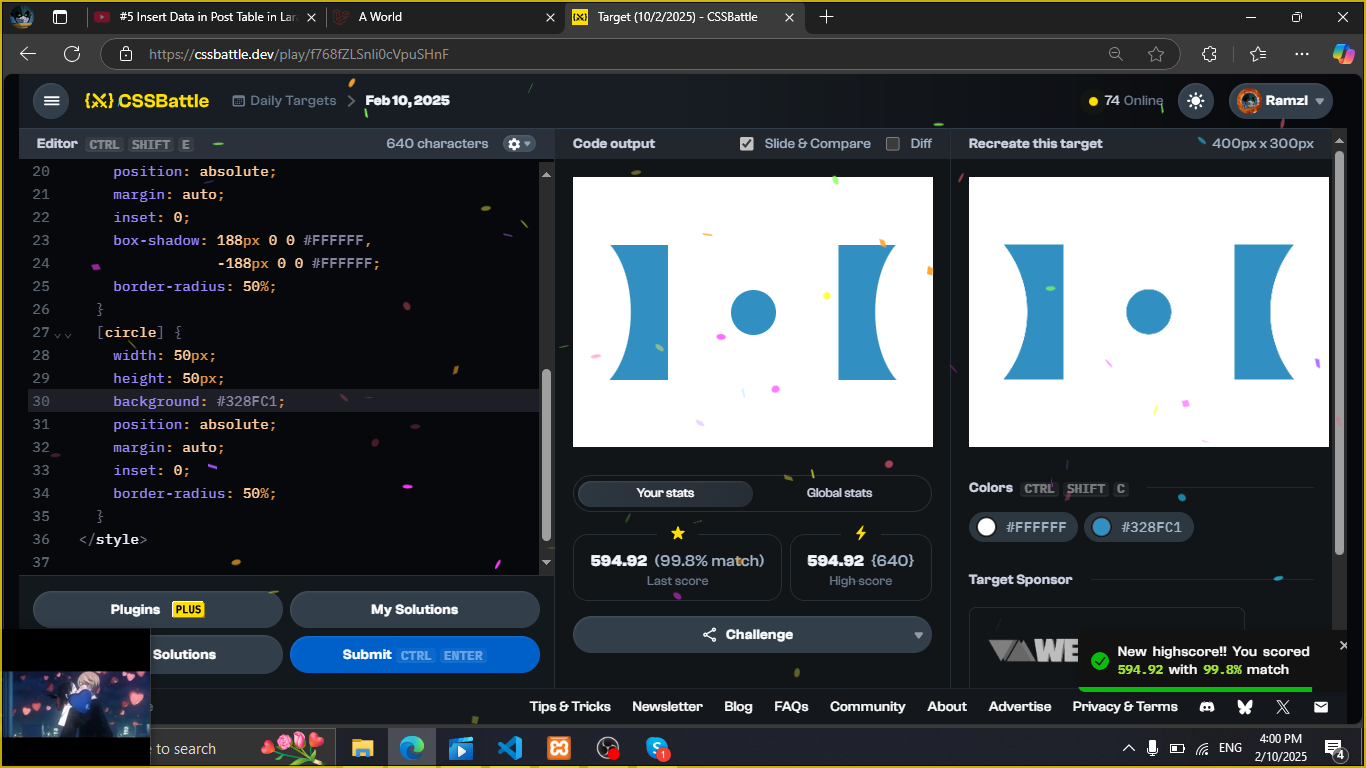 #5 Insert Data in Post Table in Lar
A World
Target (10/2/2025) - CSSBattle
https://cssbattle.dev/play/f768fZLSnli0cVpuSHnF
CSSBattle
Daily Targets
Feb 10, 2025
74 Online
Ramzl
Editor CTRL SHIFT E
640 characters
Code output
Slide & Compare
Diff
Recreate this target
400px x 300px
20 position: absolute;
21 margin: auto;
22 inset: 0;
23 box-shadow: 188px 0 0 #FFFFFF,
24 -188px 0 0 #FFFFFF;
25 border-radius: 50%;
26 }
27 [circle] {
28 width: 50px;
29 height: 50px;
30 background: #328FC1;
31 position: absolute;
32 margin: auto;
33 inset: 0;
34 border-radius: 50%;
35 }
36 </style>
37
Your stats
Global stats
594.92 (99.8% match)
Last score
594.92 {640}
High score
Challenge
Colors CTRL SHIFT C
#FFFFFF
#328FC1
Target Sponsor
WE
New highscore!! You scored
594.92 with 99.8% match
Plugins PLUS
My Solutions
Solutions
Submit CTRL ENTER
Tips & Tricks
Newsletter
Blog
FAQs
Community
About
Advertise
Privacy & Terms
e to search
1
ENG
4:00 PM
2/10/2025
4